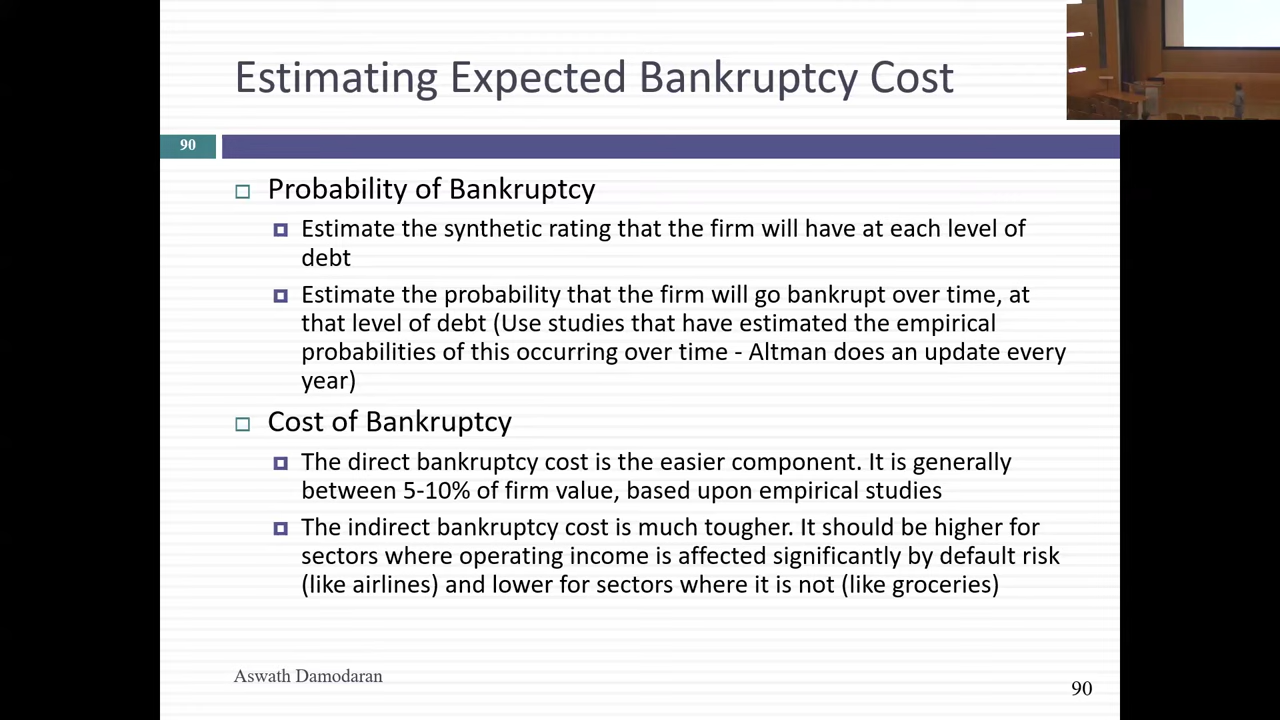 Estimating Expected Bankruptcy Cost
90
Probability of Bankruptcy
Estimate the synthetic rating that the firm will have at each level of
debt
Estimate the probability that the firm will go bankrupt over time, at
that level of debt (Use studies that have estimated the empirical
probabilities of this occurring over time - Altman does an update every
year)
Cost of Bankruptcy
The direct bankruptcy cost is the easier component. It is generally
between 5-10% of firm value, based upon empirical studies
The indirect bankruptcy cost is much tougher. It should be higher for
sectors where operating income is affected significantly by default risk
(like airlines) and lower for sectors where it is not (like groceries)
Aswath Damodaran
90